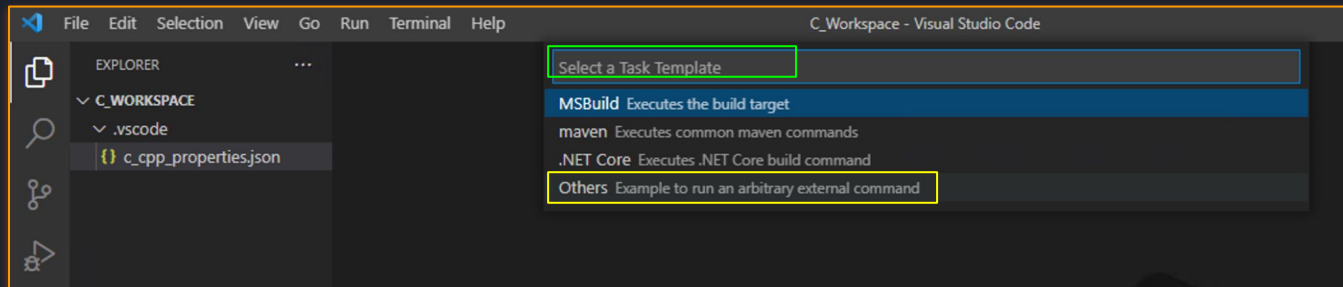 File Edit Selection View Go Run Terminal Help C_Workspace - Visual Studio Code
EXPLORER ...
Select a Task Template
C_WORKSPACE
MSBuild Executes the build target
.vscode
maven Executes common maven commands
{} c_cpp_properties.json
.NET Core Executes .NET Core build command
Others Example to run an arbitrary external command